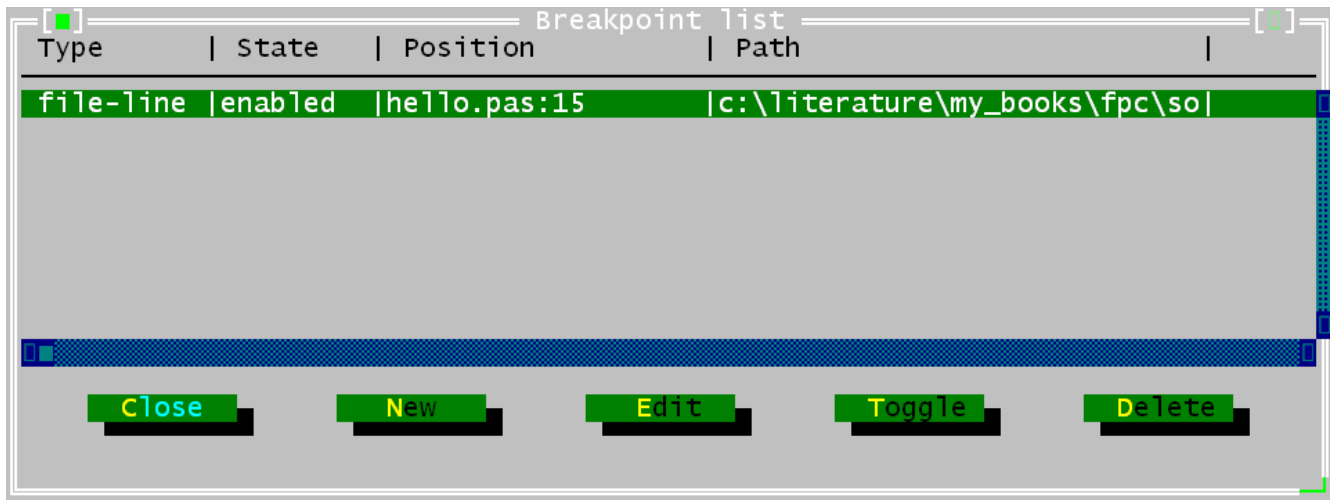 [■] Breakpoint list [▯]
Type | State | Position | Path |
file-line |enabled |hello.pas:15 |c:\literature\my_books\fpc\so|
Close New Edit Toggle Delete